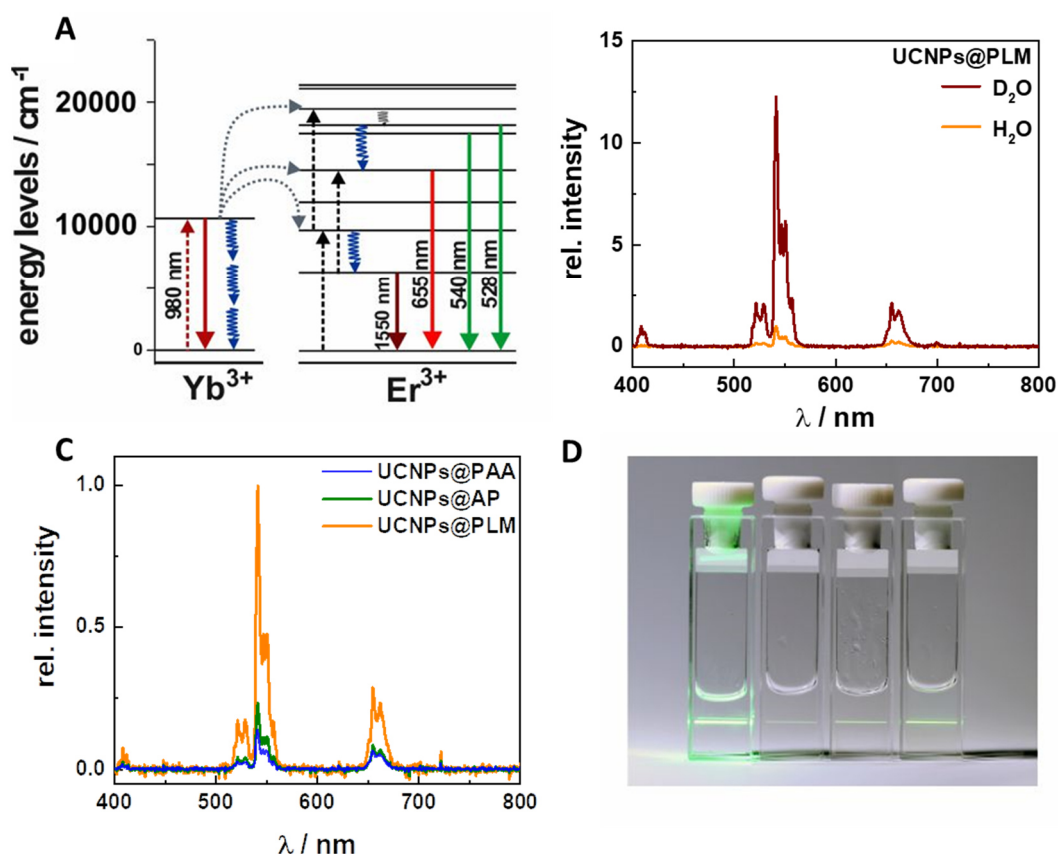 A
energy levels / cm⁻¹
20000
10000
0
980 nm
1550 nm
655 nm
540 nm
528 nm
Yb³⁺
Er³⁺
UCNPs@PLM
D₂O
H₂O
rel. intensity
15
10
5
0
400 500 600 700 800
λ / nm
C
UCNPs@PAA
UCNPs@AP
UCNPs@PLM
rel. intensity
1.0
0.5
0.0
400 500 600 700 800
λ / nm
D